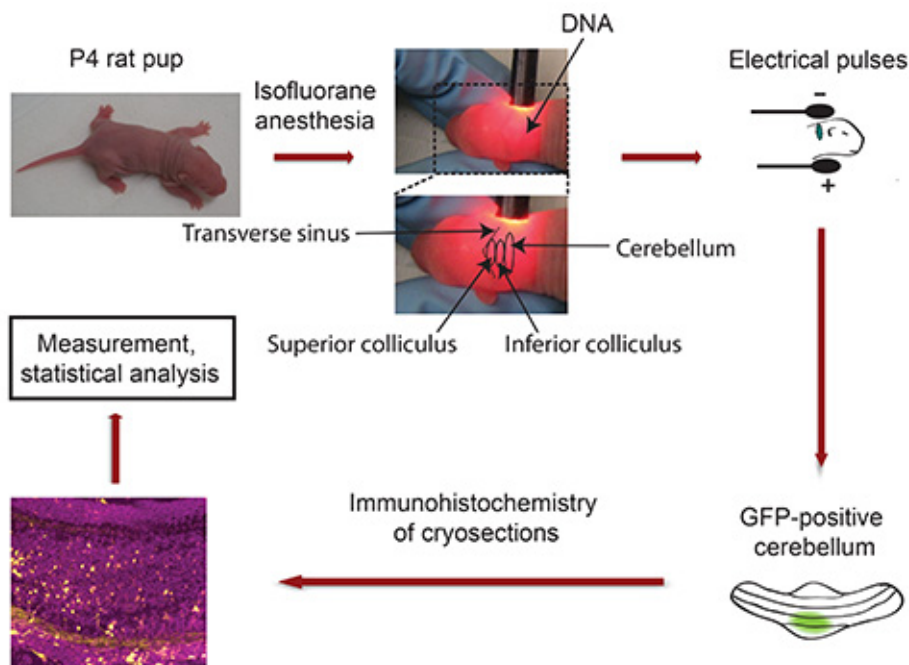 P4 rat pup
Isofluorane
anesthesia
DNA
Electrical pulses
-
+
Transverse sinus
Cerebellum
Superior colliculus
Inferior colliculus
Measurement,
statistical analysis
Immunohistochemistry
of cryosections
GFP-positive
cerebellum